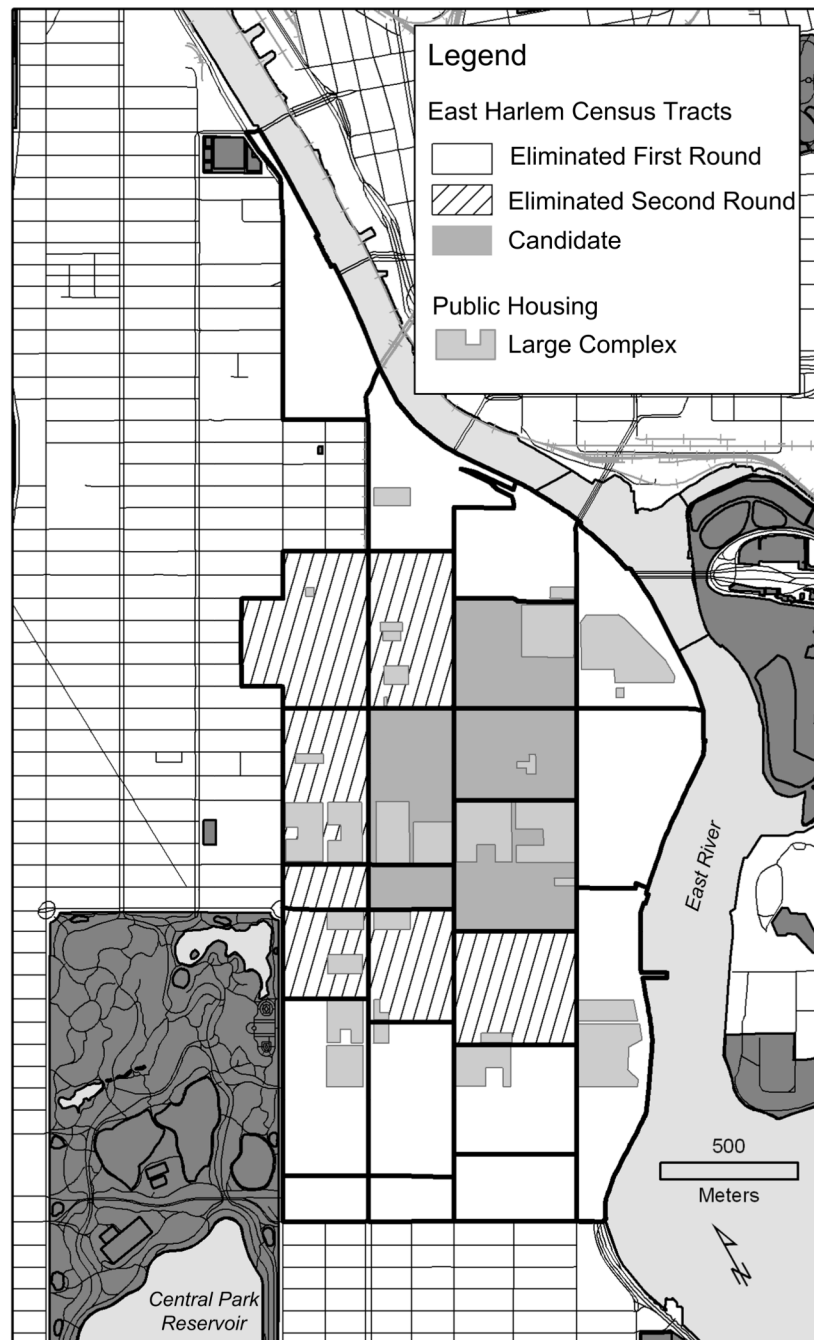 Legend
East Harlem Census Tracts
Eliminated First Round
Eliminated Second Round
Candidate
Public Housing
Large Complex
East River
500
Meters
N
Central Park
Reservoir